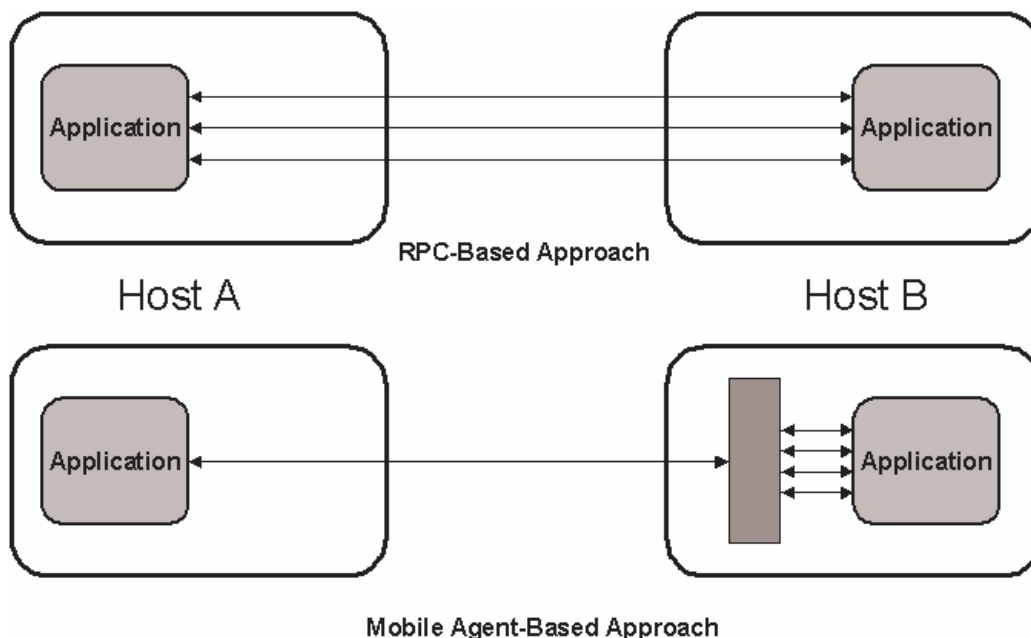 Application
Application
RPC-Based Approach
Host A
Host B
Application
Application
Mobile Agent-Based Approach